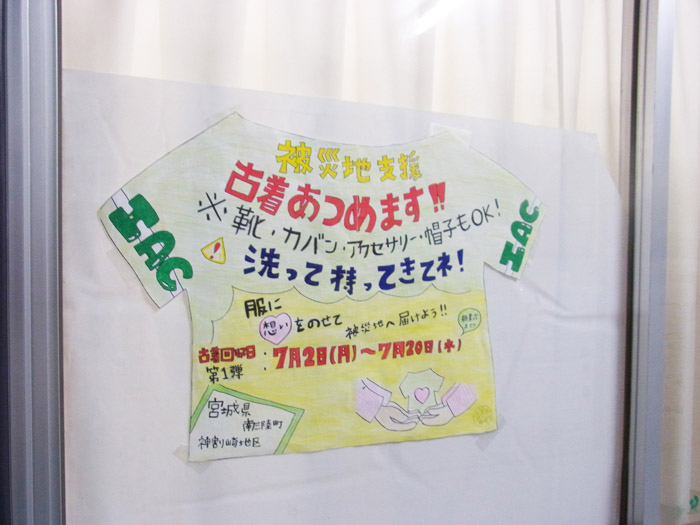 被災地支援
古着あつめます!!
※靴・カバン・アクセサリー・帽子もOK!
洗って持ってきてネ!
IAC
IAC
服に
想いをのせて
被災地へ届けよう!!
古着回収日
第1弾
:7月2日(月)~7月20日(水)
宮城県
南三陸町
神割崎地区